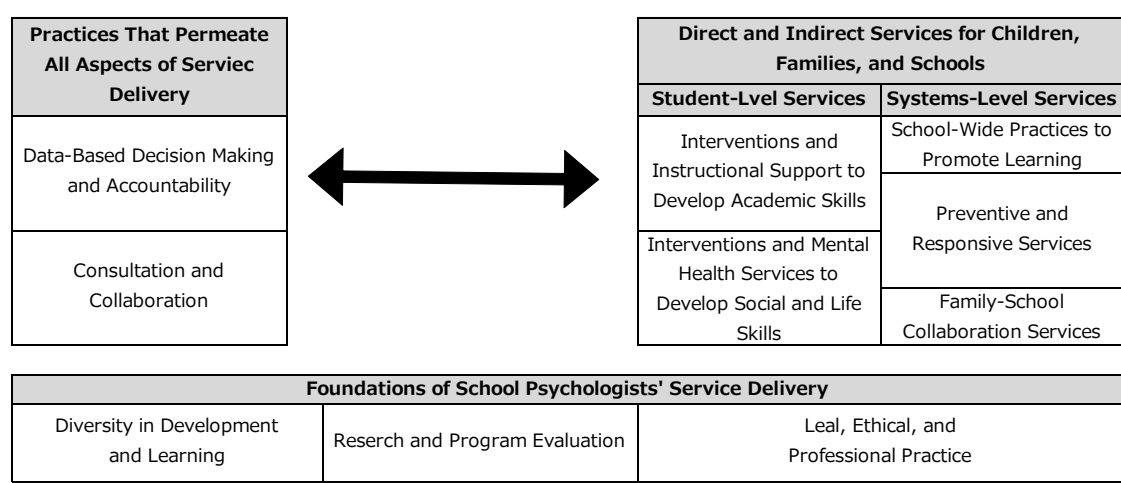 Practices That Permeate
All Aspects of Serviec
Delivery
Data-Based Decision Making
and Accountability
Consultation and
Collaboration
Direct and Indirect Services for Children,
Families, and Schools
Student-Lvel Services
Interventions and
Instructional Support to
Develop Academic Skills
Interventions and Mental
Health Services to
Develop Social and Life
Skills
Systems-Level Services
School-Wide Practices to
Promote Learning
Preventive and
Responsive Services
Family-School
Collaboration Services
Foundations of School Psychologists' Service Delivery
Diversity in Development
and Learning
Reserch and Program Evaluation
Leal, Ethical, and
Professional Practice